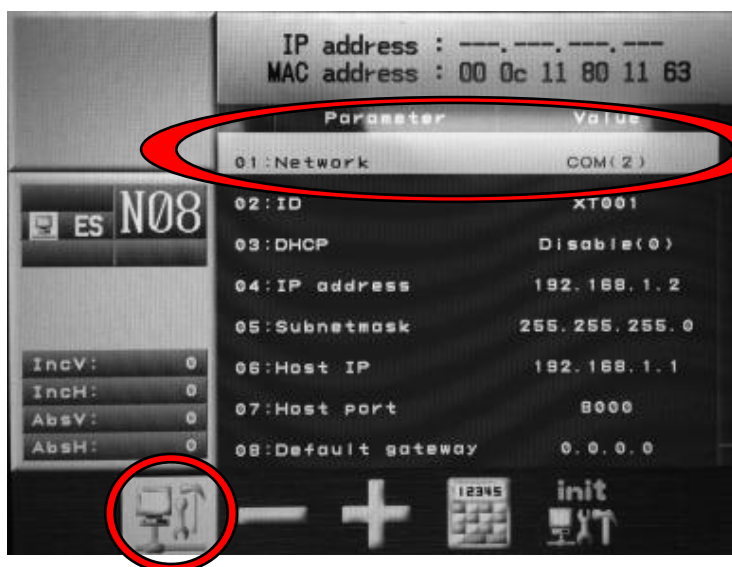 IP address : ---.---.---.---
MAC address : 00 0c 11 80 11 63
Parameter Value
01:Network COM(2)
02:ID XT001
03:DHCP Disable(0)
04:IP address 192.168.1.2
05:Subnetmask 255.255.255.0
06:Host IP 192.168.1.1
07:Host port 8000
08:Default gateway 0.0.0.0
ES N08
IncV: 0
IncH: 0
AbsV: 0
AbsH: 0
12345
init